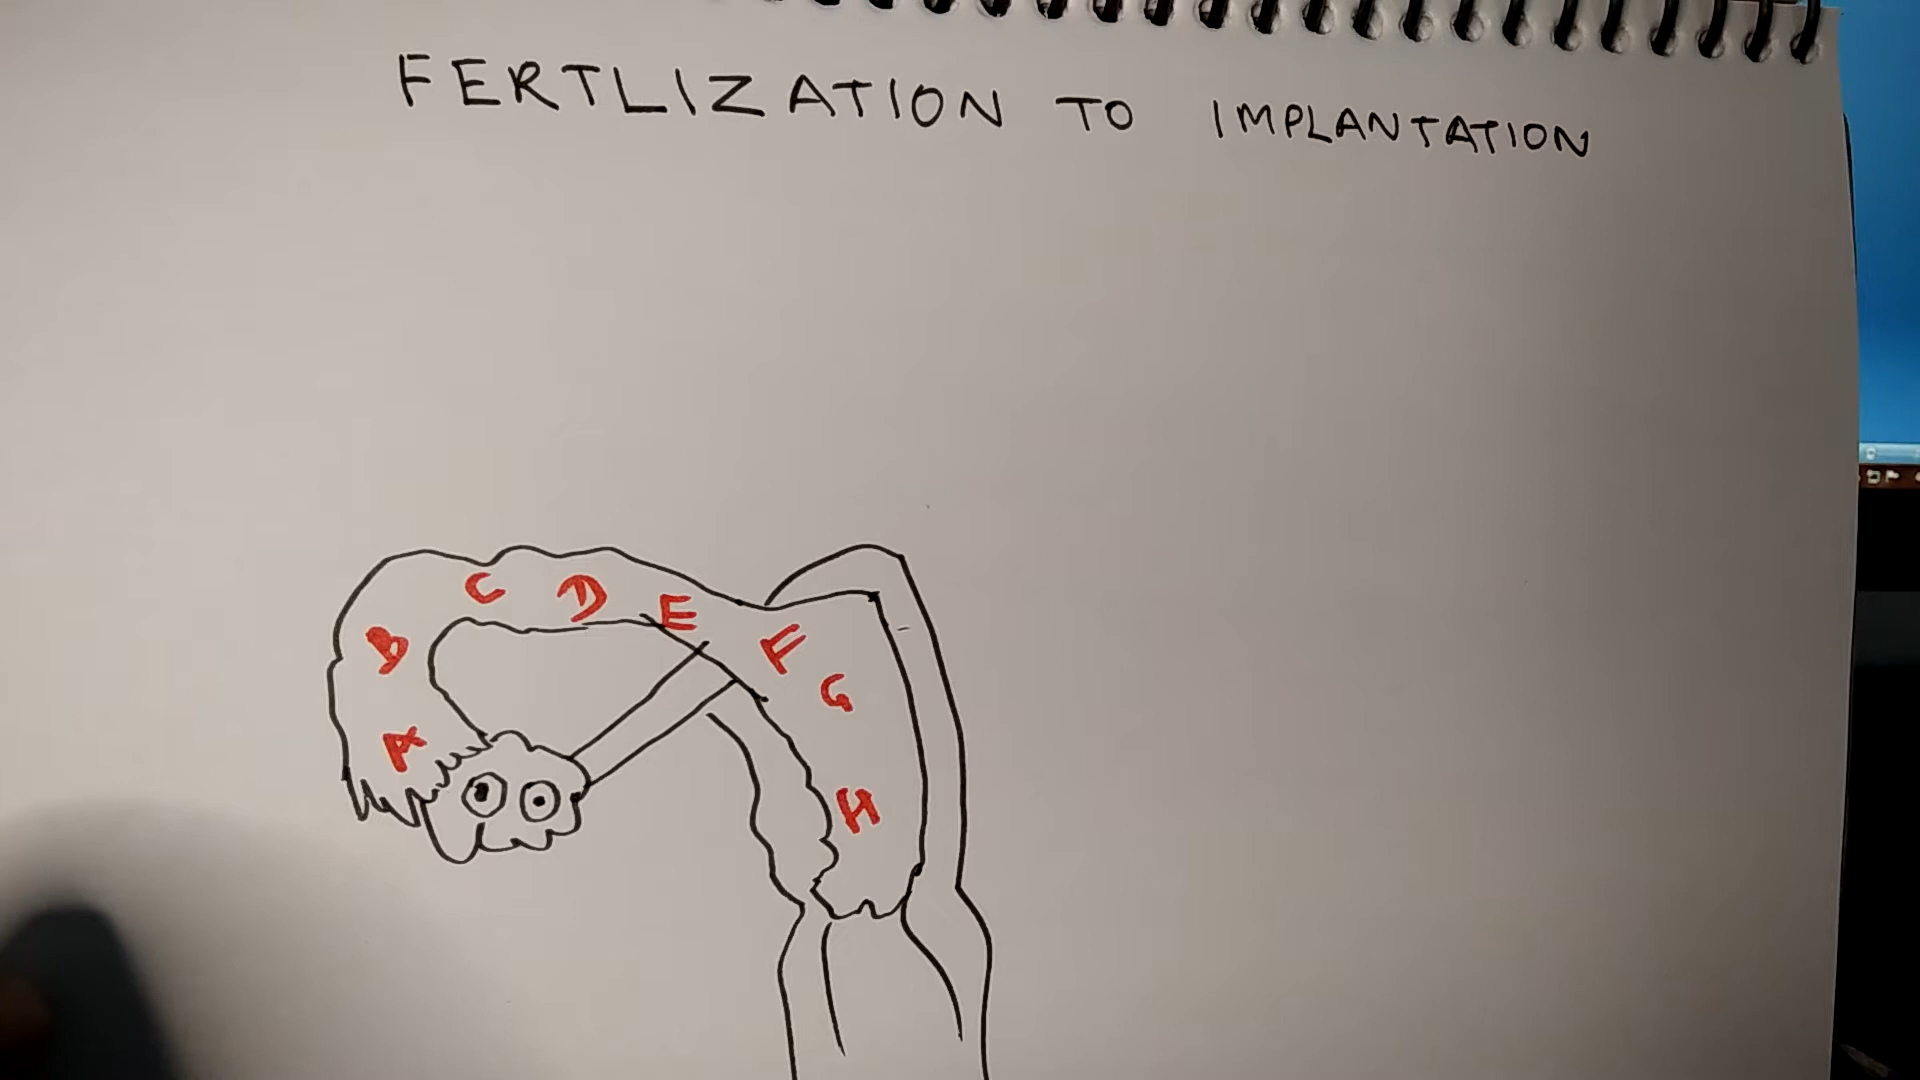 FERTLIZATION TO IMPLANTATION
C D E
B F
G
A
H